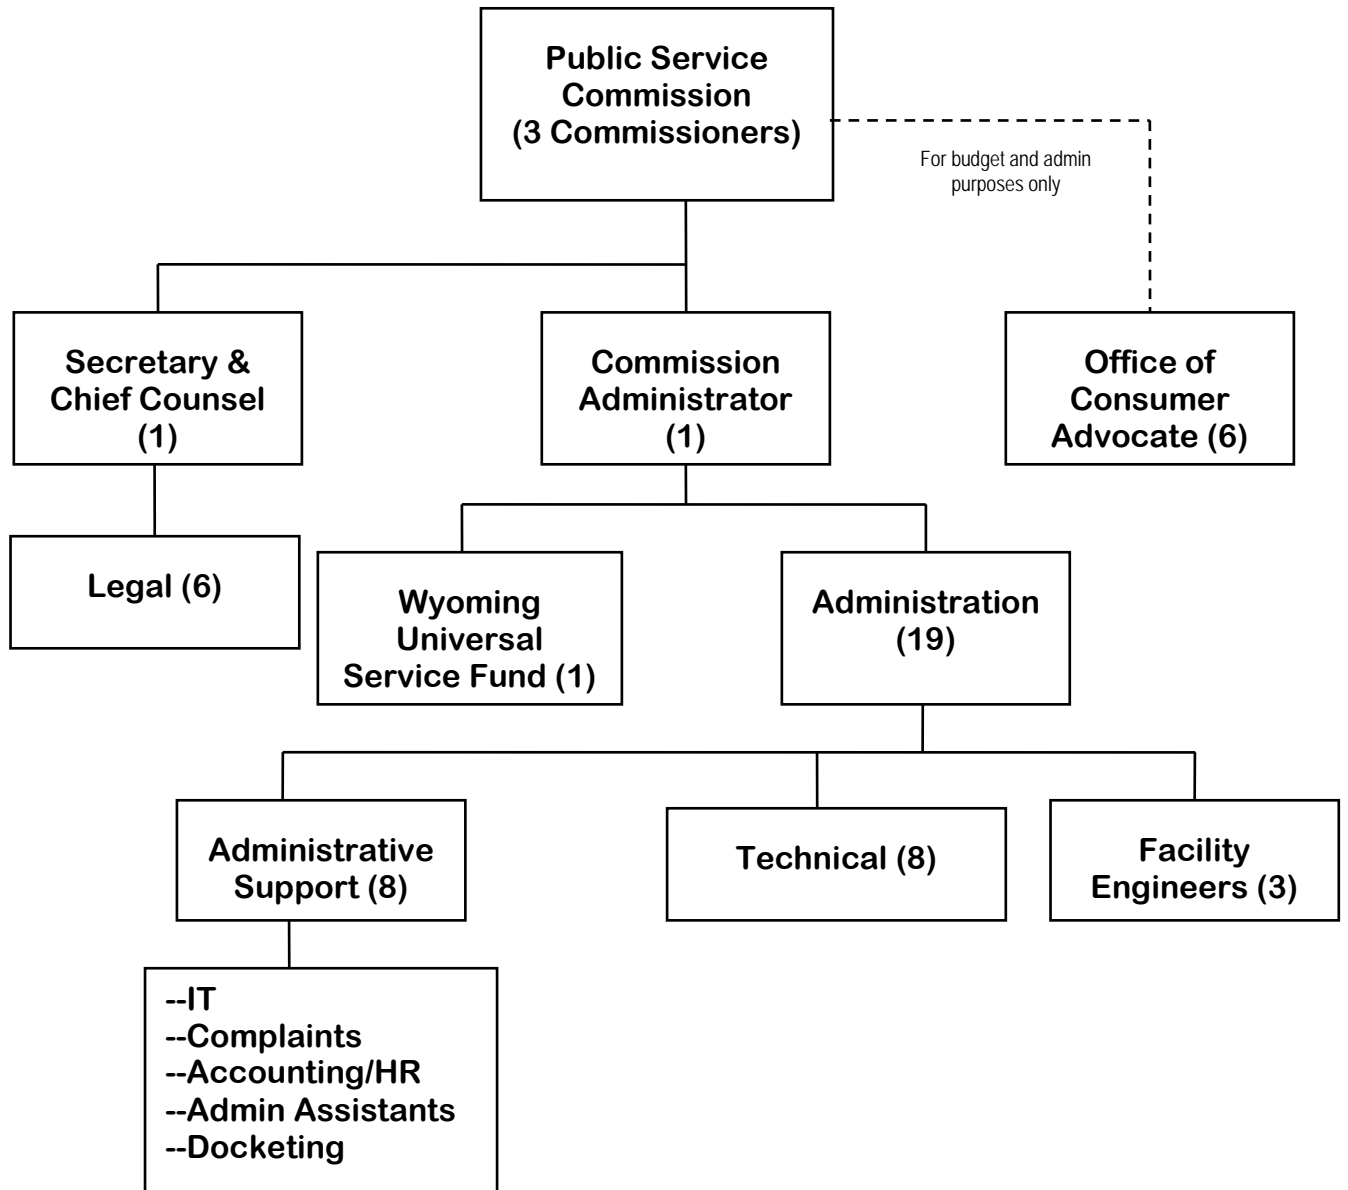 Public Service
Commission
(3 Commissioners)
For budget and admin
purposes only
Secretary &
Chief Counsel
(1)
Commission
Administrator
(1)
Office of
Consumer
Advocate (6)
Legal (6)
Wyoming
Universal
Service Fund (1)
Administration
(19)
Administrative
Support (8)
Technical (8)
Facility
Engineers (3)
--IT
--Complaints
--Accounting/HR
--Admin Assistants
--Docketing